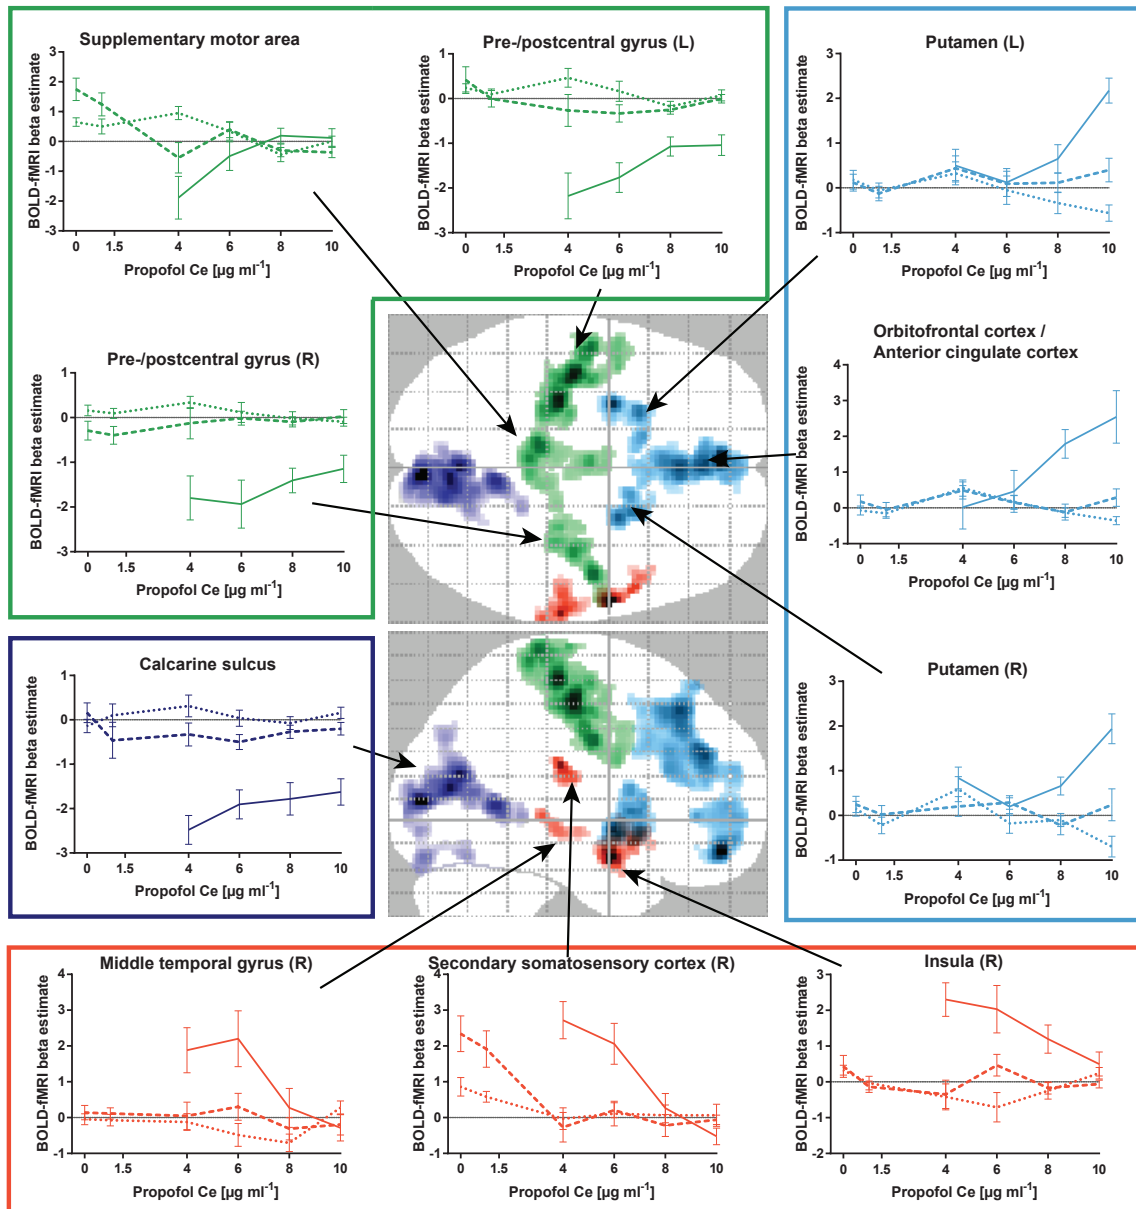 Supplementary motor area
BOLD-fMRI beta estimate
3
2
1
0
-1
-2
-3
0 1.5 4 6 8 10
Propofol Ce [µg ml-1]
Pre-/postcentral gyrus (L)
BOLD-fMRI beta estimate
1
0
-1
-2
-3
0 1.5 4 6 8 10
Propofol Ce [µg ml-1]
Putamen (L)
BOLD-fMRI beta estimate
3
2
1
0
-1
0 1.5 4 6 8 10
Propofol Ce [µg ml-1]
Pre-/postcentral gyrus (R)
BOLD-fMRI beta estimate
1
0
-1
-2
-3
0 1.5 4 6 8 10
Propofol Ce [µg ml-1]
Orbitofrontal cortex /
Anterior cingulate cortex
BOLD-fMRI beta estimate
4
3
2
1
0
-1
0 1.5 4 6 8 10
Propofol Ce [µg ml-1]
Calcarine sulcus
BOLD-fMRI beta estimate
1
0
-1
-2
-3
0 1.5 4 6 8 10
Propofol Ce [µg ml-1]
Putamen (R)
BOLD-fMRI beta estimate
3
2
1
0
-1
0 1.5 4 6 8 10
Propofol Ce [µg ml-1]
Middle temporal gyrus (R)
BOLD-fMRI beta estimate
4
3
2
1
0
-1
0 1.5 4 6 8 10
Propofol Ce [µg ml-1]
Secondary somatosensory cortex (R)
BOLD-fMRI beta estimate
4
3
2
1
0
-1
0 1.5 4 6 8 10
Propofol Ce [µg ml-1]
Insula (R)
BOLD-fMRI beta estimate
3
2
1
0
-1
-2
0 1.5 4 6 8 10
Propofol Ce [µg ml-1]